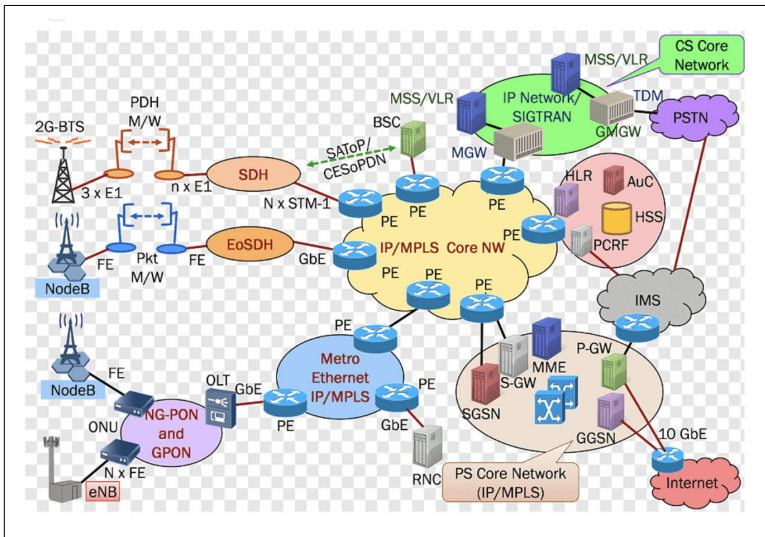 CS Core
Network
MSS/VLR
PDH
M/W
MSS/VLR
IP Network/
SIGTRAN
TDM
2G-BTS
BSC
GMGW
PSTN
SAToP/
CESoPDN
MGW
3 x E1
n x E1
SDH
HLR
AuC
N x STM-1
PE
PE
PE
HSS
PE
PCRF
IP/MPLS Core NW
EoSDH
FE
Pkt
M/W
FE
GbE
PE
PE
PE
NodeB
IMS
PE
Metro
Ethernet
IP/MPLS
P-GW
MME
S-GW
FE
NodeB
OLT
GbE
PE
SGSN
PE
GbE
GGSN
ONU
NG-PON
and
GPON
10 GbE
N x FE
RNC
PS Core Network
(IP/MPLS)
eNB
Internet